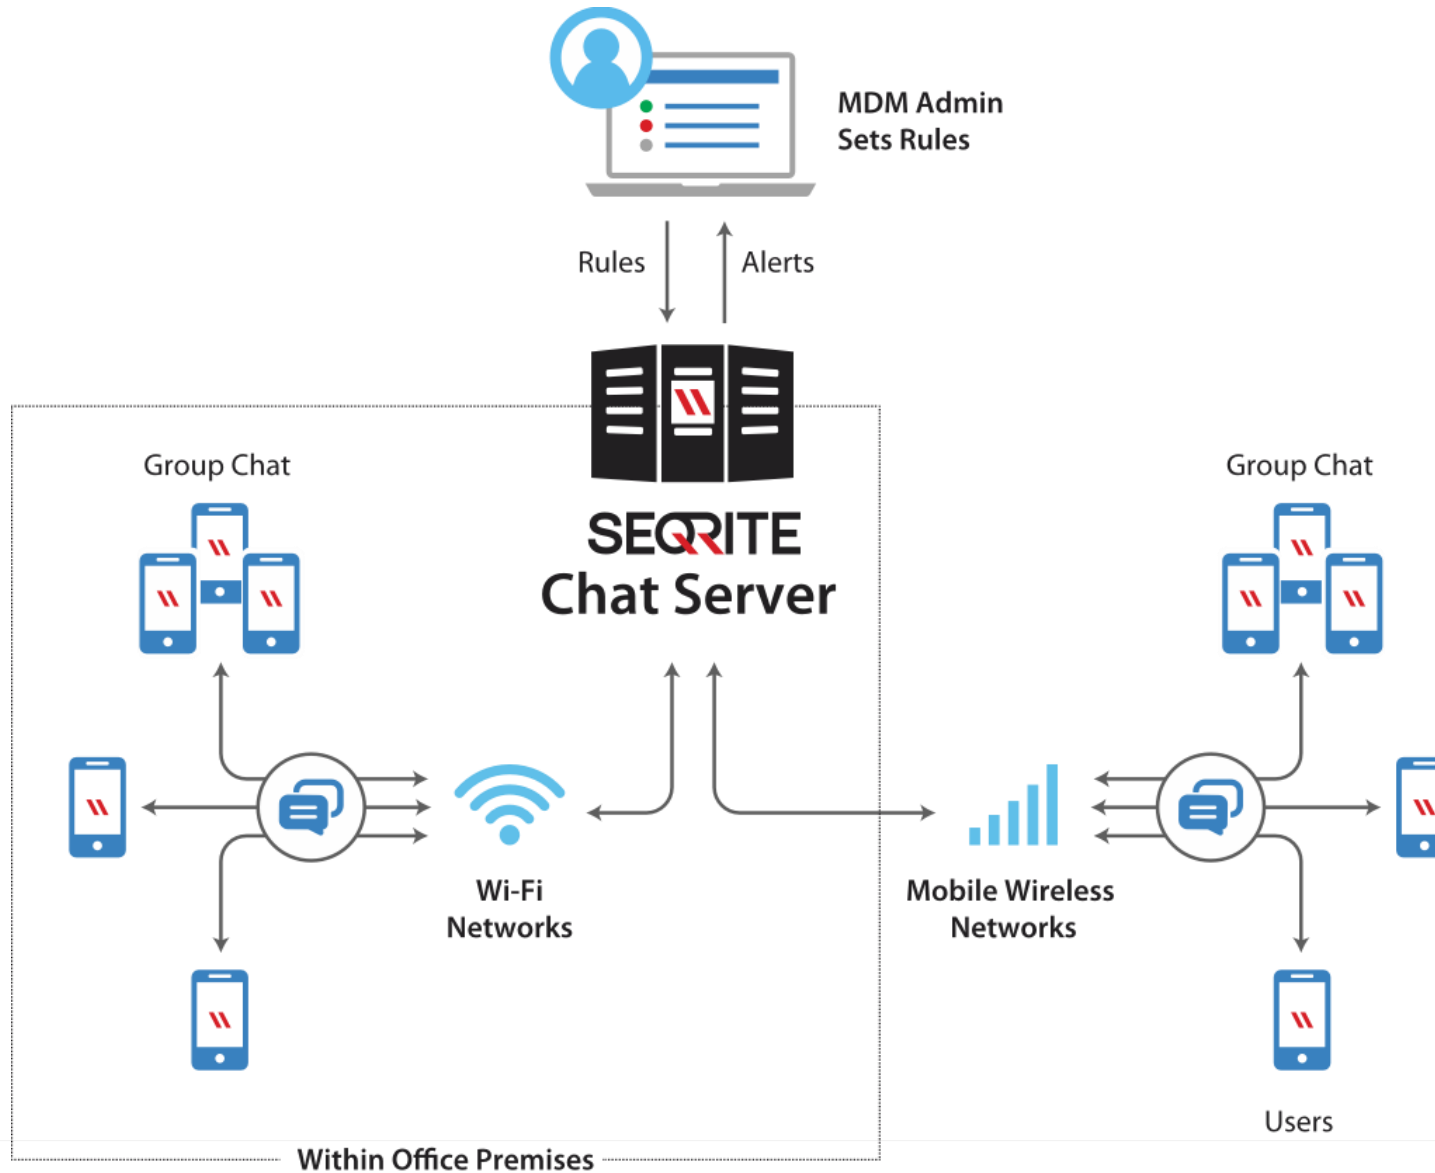 MDM Admin
Sets Rules
Rules
Alerts
Group Chat
Group Chat
SEQRITE
Chat Server
Wi-Fi
Networks
Mobile Wireless
Networks
Users
Within Office Premises